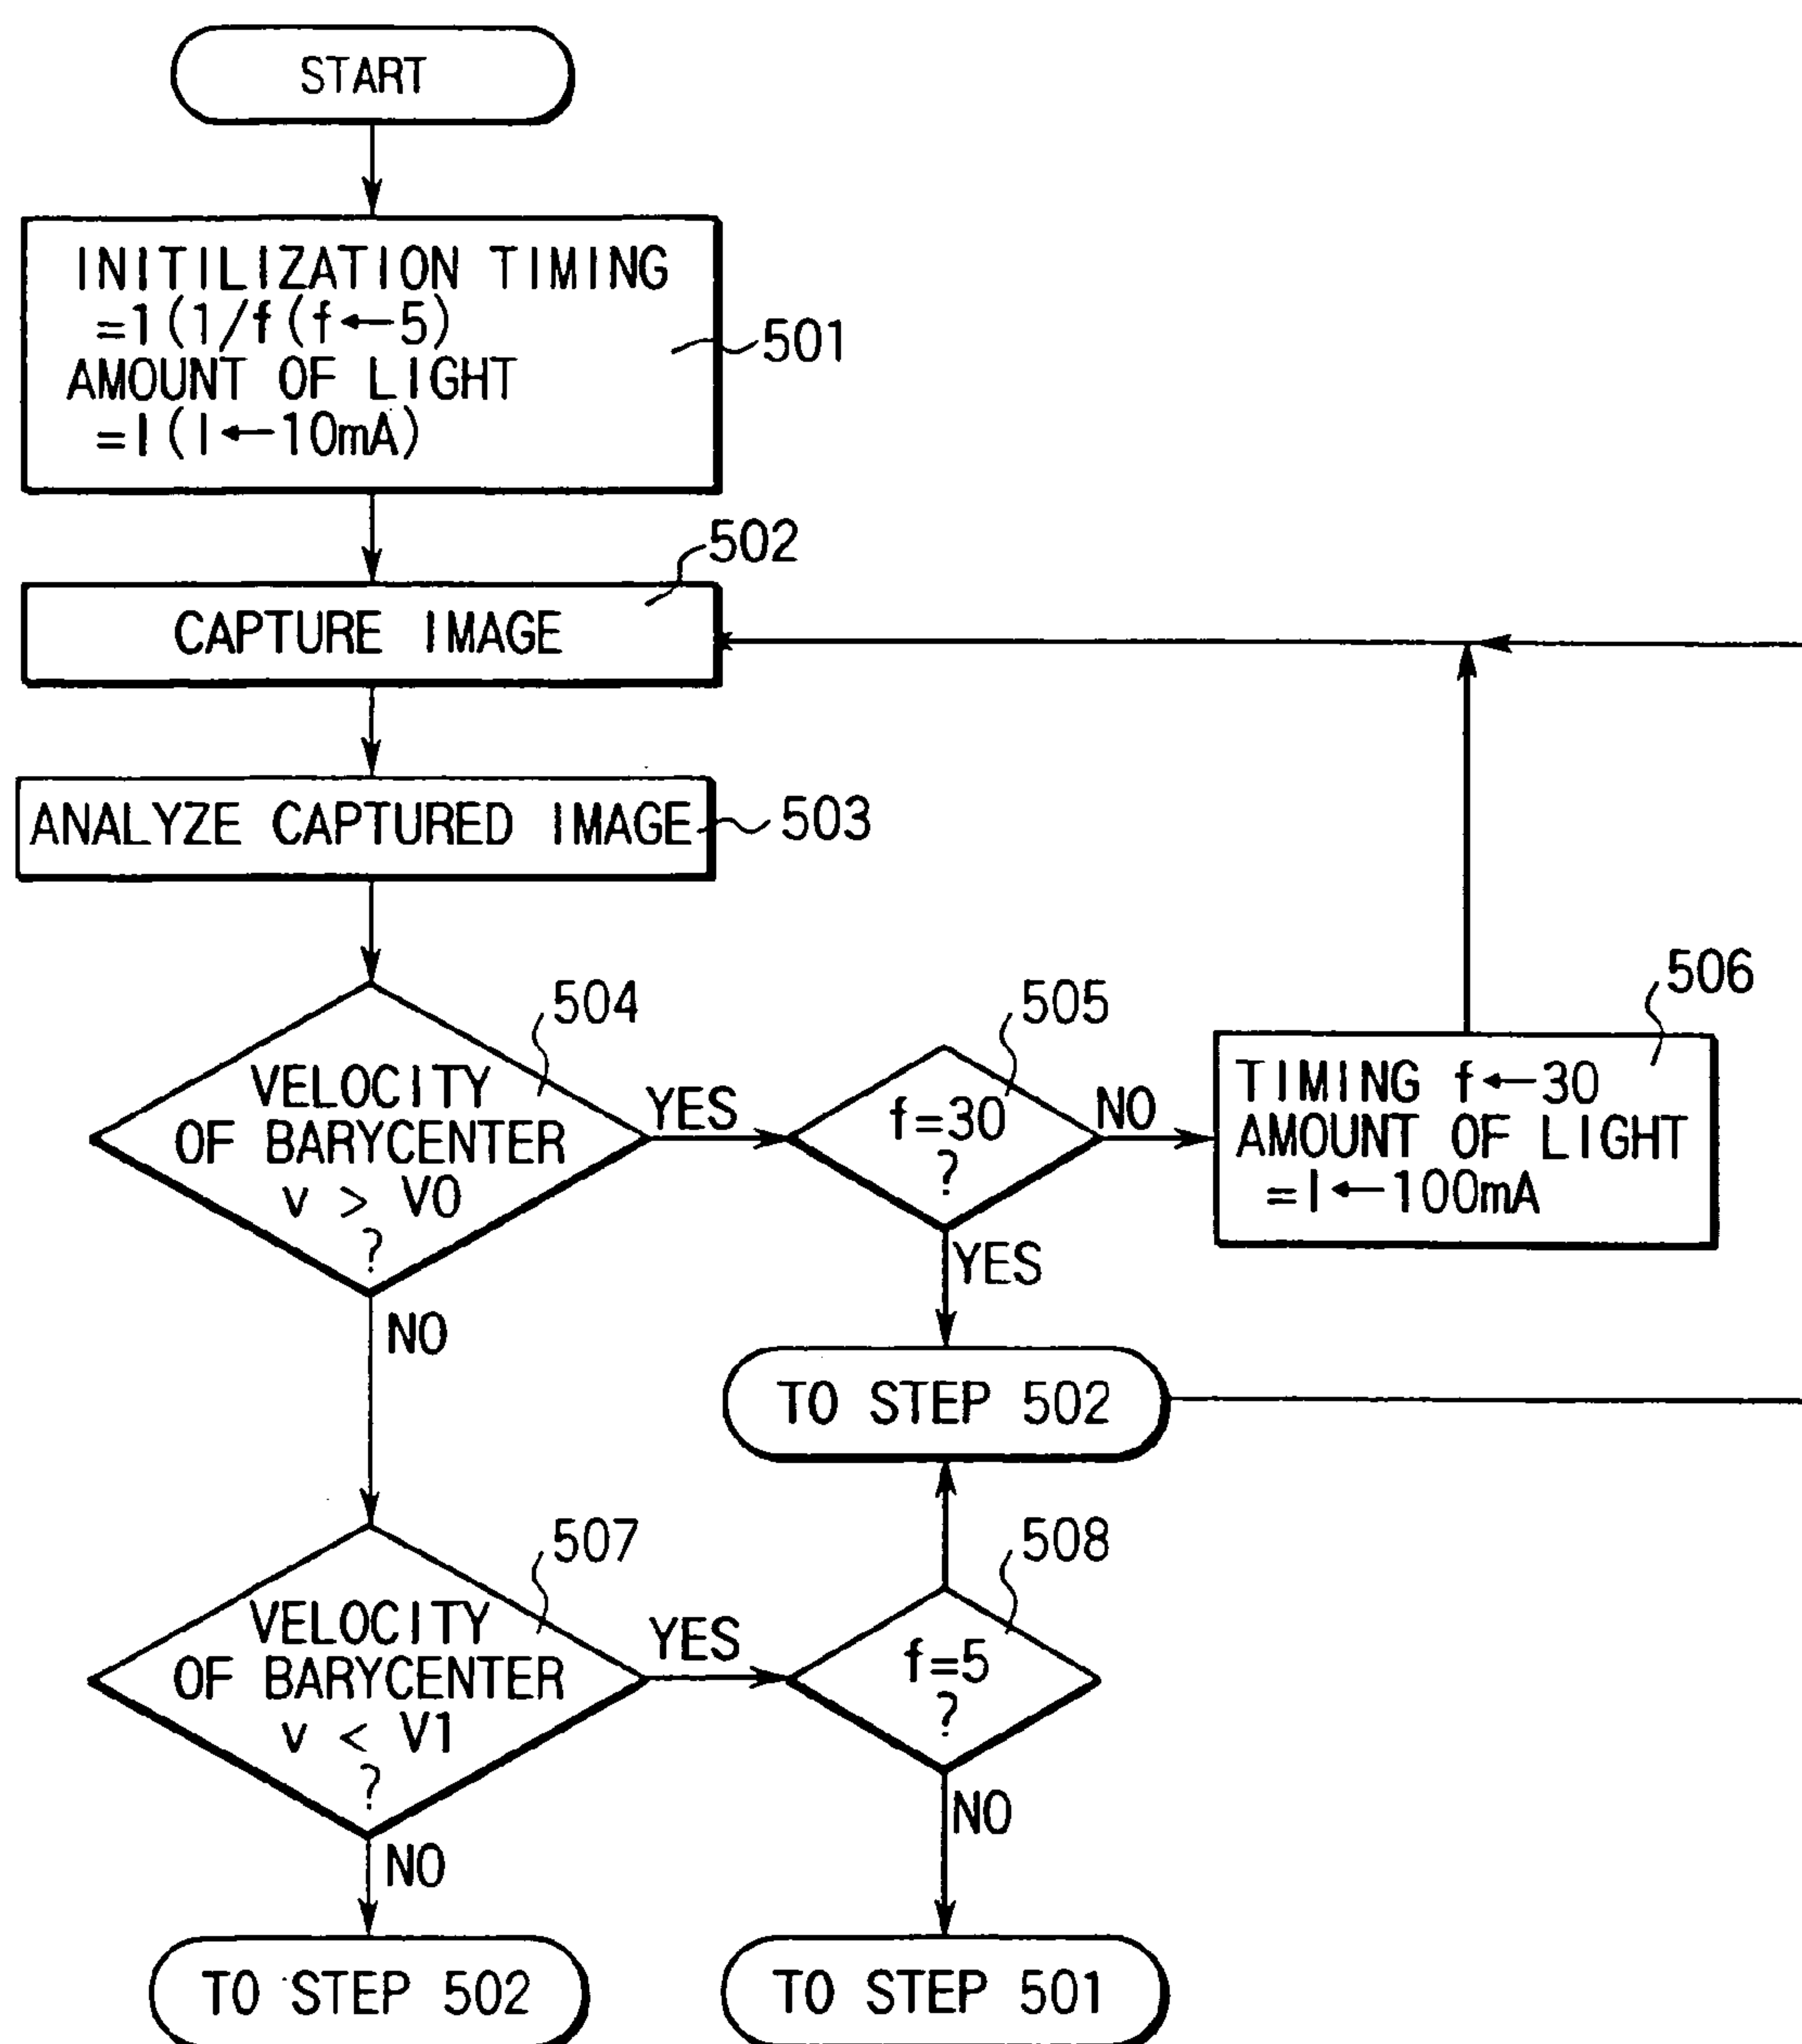 START
INITILIZATION TIMING
=1(1/f(f←5)
AMOUNT OF LIGHT
=I(I←10mA)
501
502
CAPTURE IMAGE
ANALYZE CAPTURED IMAGE
503
504
VELOCITY
OF BARYCENTER
v > V0
?
YES
505
f=30
?
NO
506
TIMING f←30
AMOUNT OF LIGHT
=I←100mA
YES
NO
TO STEP 502
507
VELOCITY
OF BARYCENTER
v < V1
?
YES
508
f=5
?
NO
NO
TO STEP 502
TO STEP 501